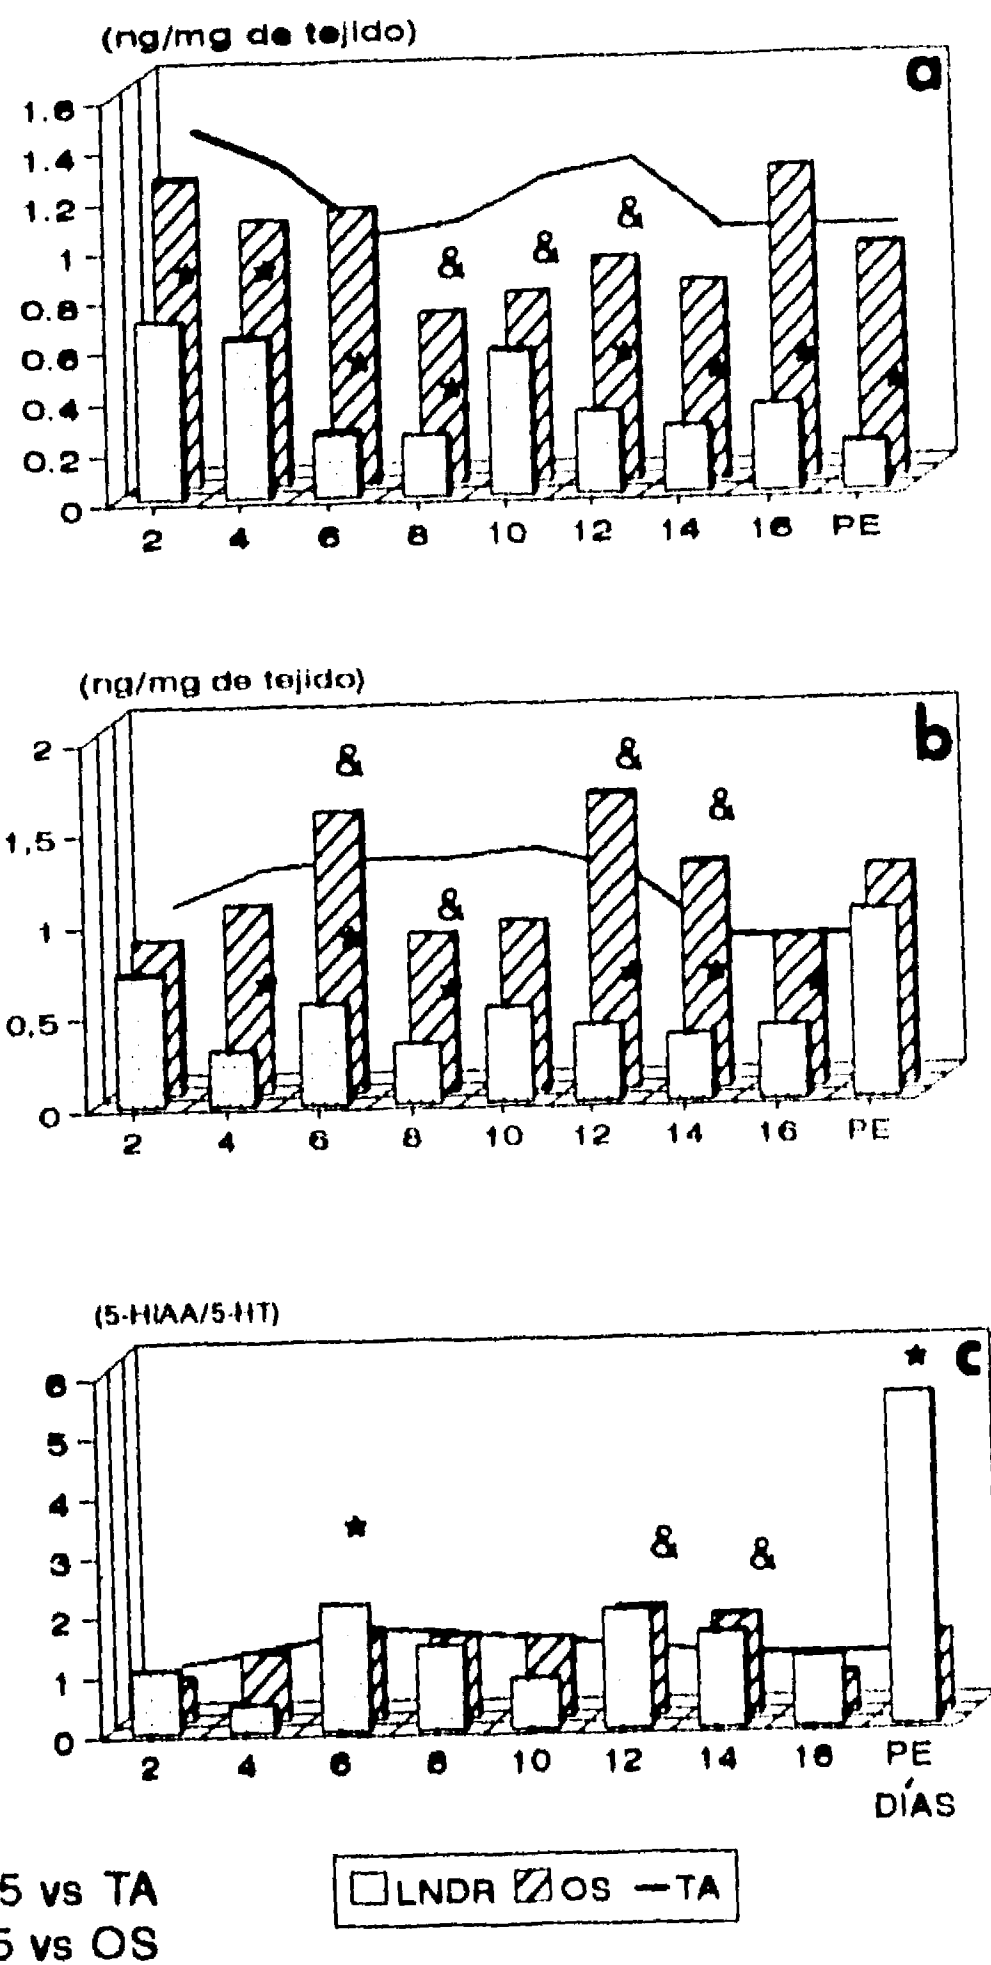 (ng/mg de tejido)
a
1.6
1.4
& 
1.2
& &
1
0.8
0.6
0.4
0.2
0
2 4 6 8 10 12 14 16 PE
(ng/mg de tejido)
b
2
& &
&
1,5
&
1
0,5
0
2 4 6 8 10 12 14 16 PE
(5-HIAA/5-HT)
★ c
6
5
4
★
& &
3
2
1
0
2 4 6 8 10 12 14 16 PE
DÍAS
5 vs TA
LNDR OS TA
5 vs OS